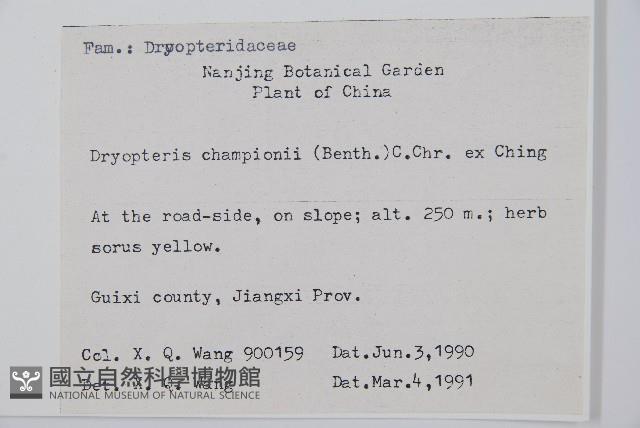 Fam.: Dryopteridaceae
Nanjing Botanical Garden
Plant of China
Dryopteris championii (Benth.)C.Chr. ex Ching
At the road-side, on slope; alt. 250 m.; herb
sorus yellow.
Guixi county, Jiangxi Prov.
Col. X. Q. Wang 900159 Dat.Jun.3,1990
Det. X. Q. Wang Dat.Mar.4,1991
國立自然科學博物館
NATIONAL MUSEUM OF NATURAL SCIENCE